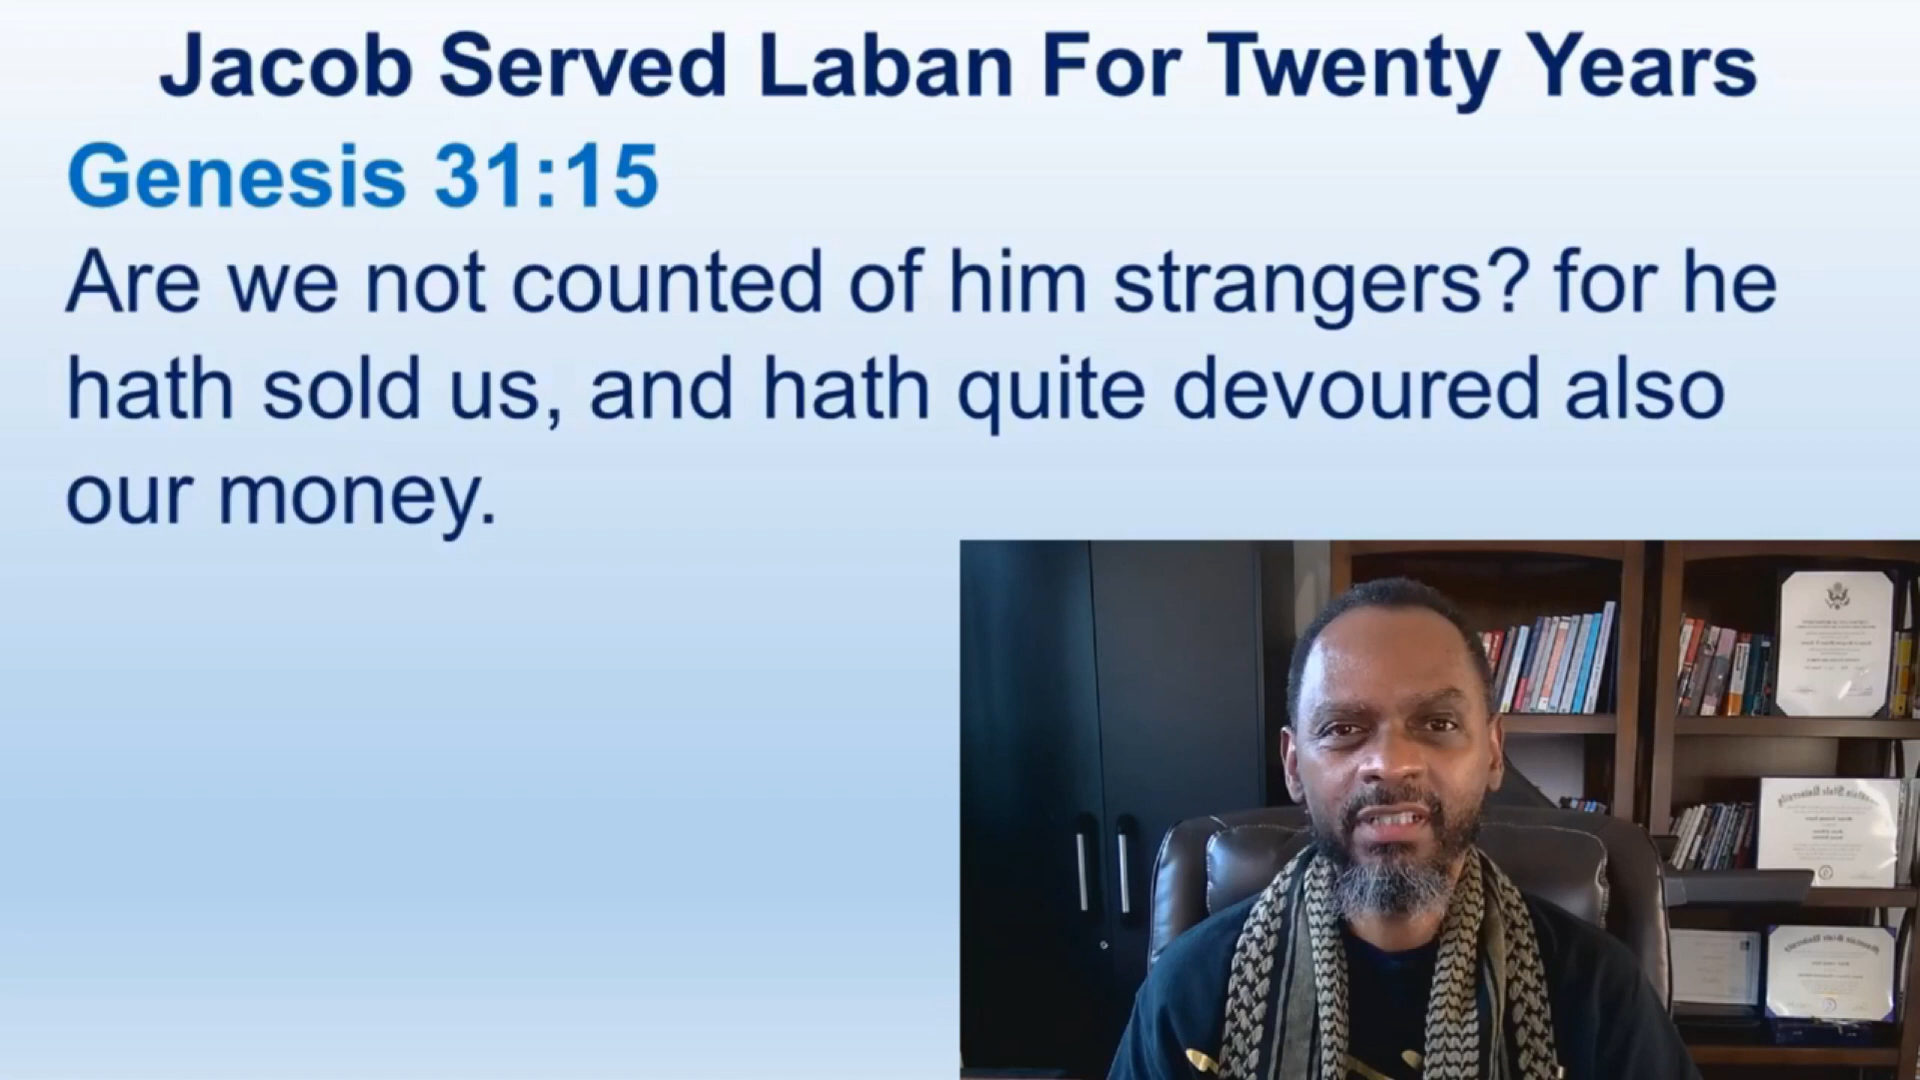 Jacob Served Laban For Twenty Years
Genesis 31:15
Are we not counted of him strangers? for he
hath sold us, and hath quite devoured also
our money.